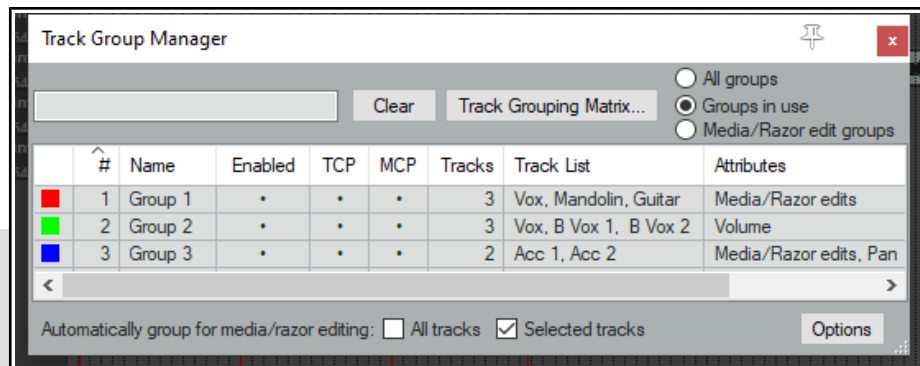 Track Group Manager
x
All groups
Clear Track Grouping Matrix... Groups in use
Media/Razor edit groups
# Name Enabled TCP MCP Tracks Track List Attributes
1 Group 1 • • • 3 Vox, Mandolin, Guitar Media/Razor edits
2 Group 2 • • • 3 Vox, B Vox 1, B Vox 2 Volume
3 Group 3 • • • 2 Acc 1, Acc 2 Media/Razor edits, Pan
Automatically group for media/razor editing: All tracks Selected tracks Options